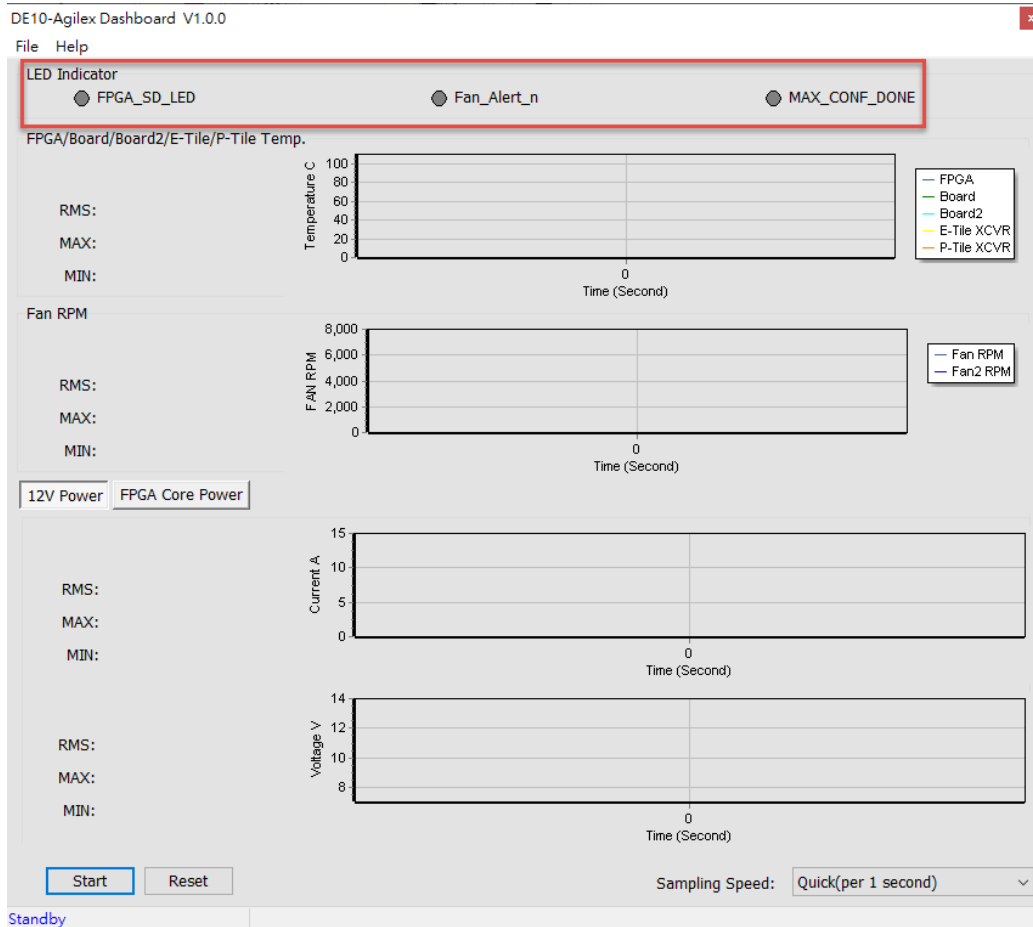 DE10-Agilex Dashboard V1.0.0
File Help
LED Indicator
FPGA_SD_LED Fan_Alert_n MAX_CONF_DONE
FPGA/Board/Board2/E-Tile/P-Tile Temp.
RMS:
MAX:
MIN:
Temperature C
100
80
60
40
20
0
0
Time (Second)
FPGA
Board
Board2
E-Tile XCVR
P-Tile XCVR
Fan RPM
RMS:
MAX:
MIN:
FAN RPM
8,000
6,000
4,000
2,000
0
0
Time (Second)
Fan RPM
Fan2 RPM
12V Power FPGA Core Power
RMS:
MAX:
MIN:
Current A
15
10
5
0
0
Time (Second)
RMS:
MAX:
MIN:
Voltage V
14
12
10
8
0
Time (Second)
Start Reset Sampling Speed: Quick(per 1 second)
Standby